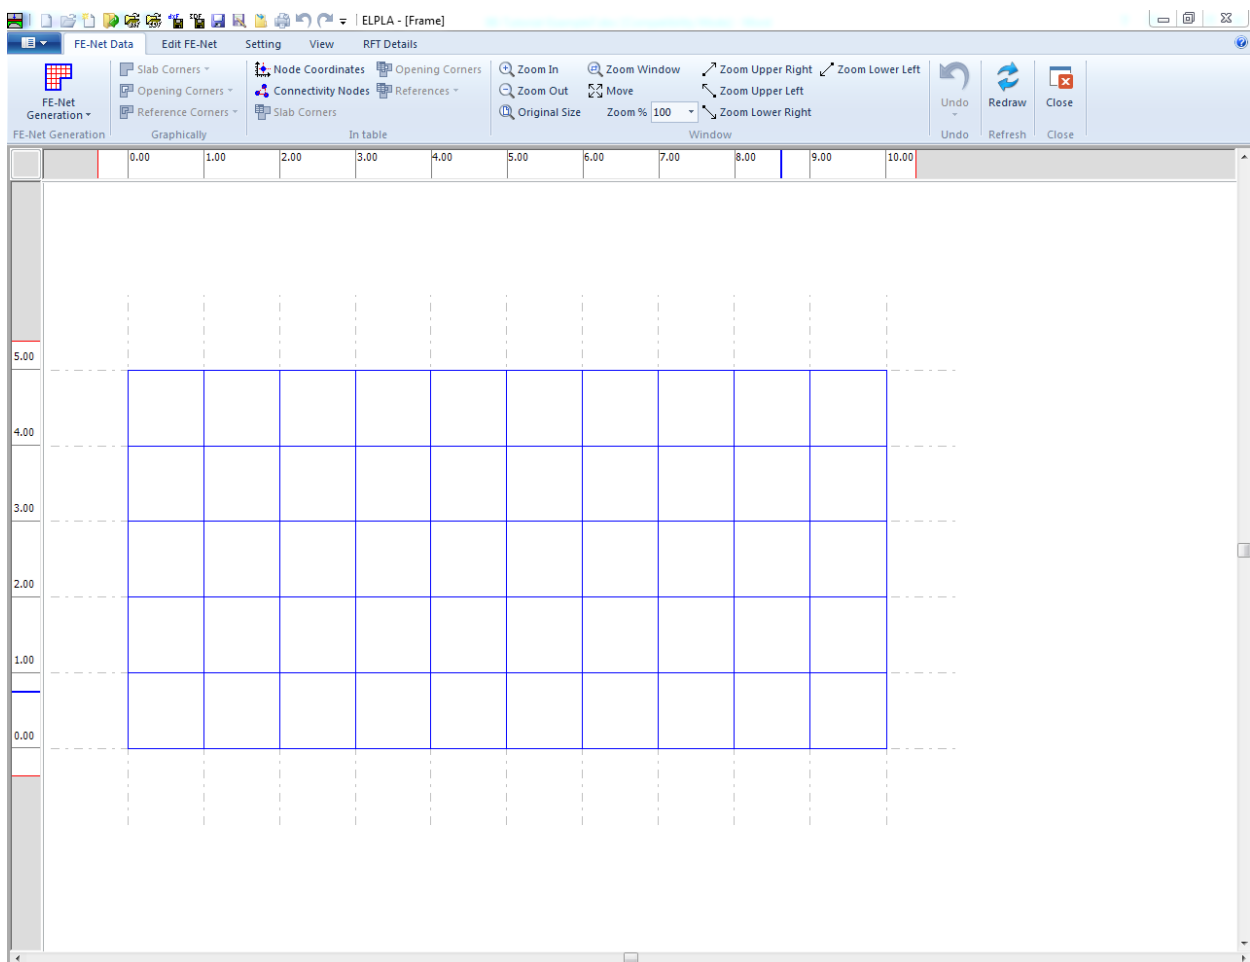 ELPLA - [Frame]
FE-Net Data Edit FE-Net Setting View RFT Details
Slab Corners Node Coordinates Opening Corners Zoom In Zoom Window Zoom Upper Right Zoom Lower Left
Opening Corners Connectivity Nodes References Zoom Out Move Zoom Upper Left
FE-Net Generation Reference Corners Slab Corners Original Size Zoom % 100 Zoom Lower Right Undo Redraw Close
FE-Net Generation Graphically In table Window Undo Refresh Close
0.00 1.00 2.00 3.00 4.00 5.00 6.00 7.00 8.00 9.00 10.00
5.00
4.00
3.00
2.00
1.00
0.00